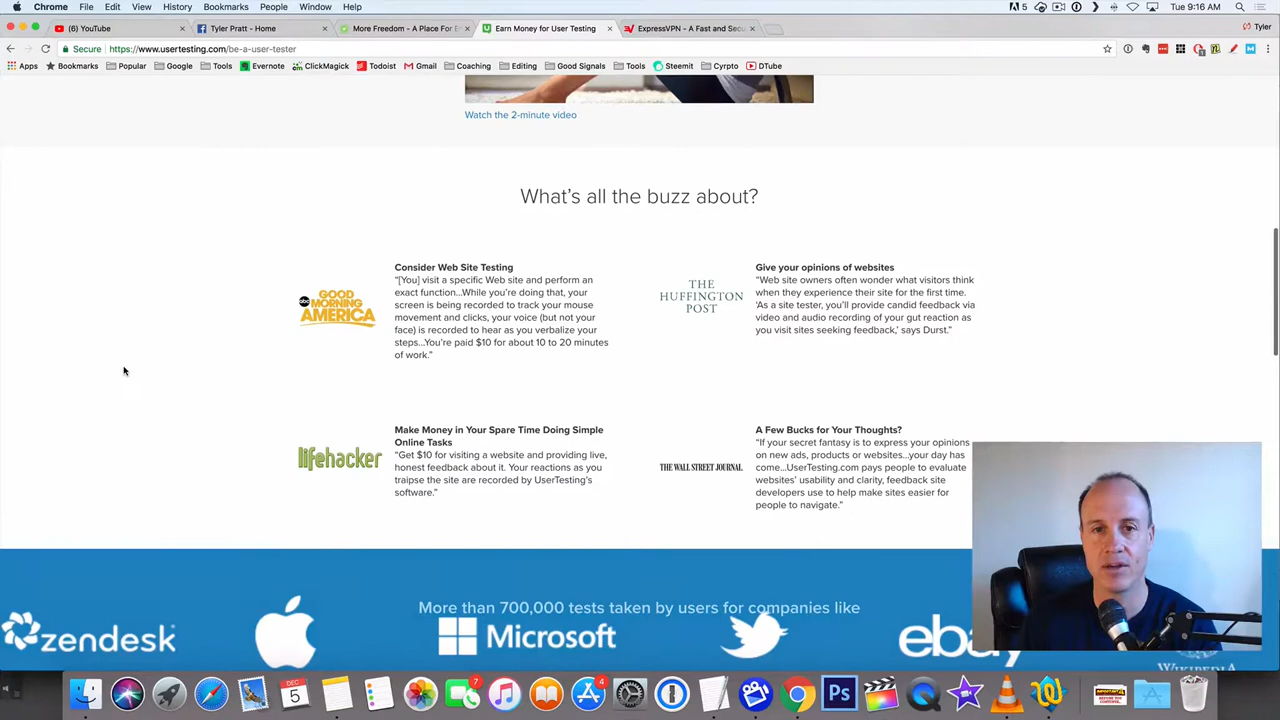 Chrome File Edit View History Bookmarks People Window Help
5
Tue 9:16 AM
(6) YouTube
Tyler Pratt - Home
More Freedom - A Place For E
Earn Money for User Testing
ExpressVPN - A Fast and Sec
Tyler
Secure https://www.usertesting.com/be-a-user-tester
Apps Bookmarks Popular Google Tools Evernote ClickMagick Todoist Gmail Coaching Editing Good Signals Tools Steemit Cyrpto DTube
Watch the 2-minute video
What's all the buzz about?
abc
GOOD
MORNING
AMERICA
Consider Web Site Testing
"[You] visit a specific Web site and perform an
exact function...While you're doing that, your
screen is being recorded to track your mouse
movement and clicks, your voice (but not your
face) is recorded to hear as you verbalize your
steps...You're paid $10 for about 10 to 20 minutes
of work."
THE
HUFFINGTON
POST
Give your opinions of websites
"Web site owners often wonder what visitors think
when they experience their site for the first time.
'As a site tester, you'll provide candid feedback via
video and audio recording of your gut reaction as
you visit sites seeking feedback,' says Durst."
lifehacker
Make Money in Your Spare Time Doing Simple
Online Tasks
"Get $10 for visiting a website and providing live,
honest feedback about it. Your reactions as you
traipse the site are recorded by UserTesting's
software."
THE WALL STREET JOURNAL
A Few Bucks for Your Thoughts?
"If your secret fantasy is to express your opinions
on new ads, products or websites...your day has
come...UserTesting.com pays people to evaluate
websites' usability and clarity, feedback site
developers use to help make sites easier for
people to navigate."
More than 700,000 tests taken by users for companies like
zendesk
Microsoft
ebay
WIKIPEDIA
DEC
5
7
4
Ps